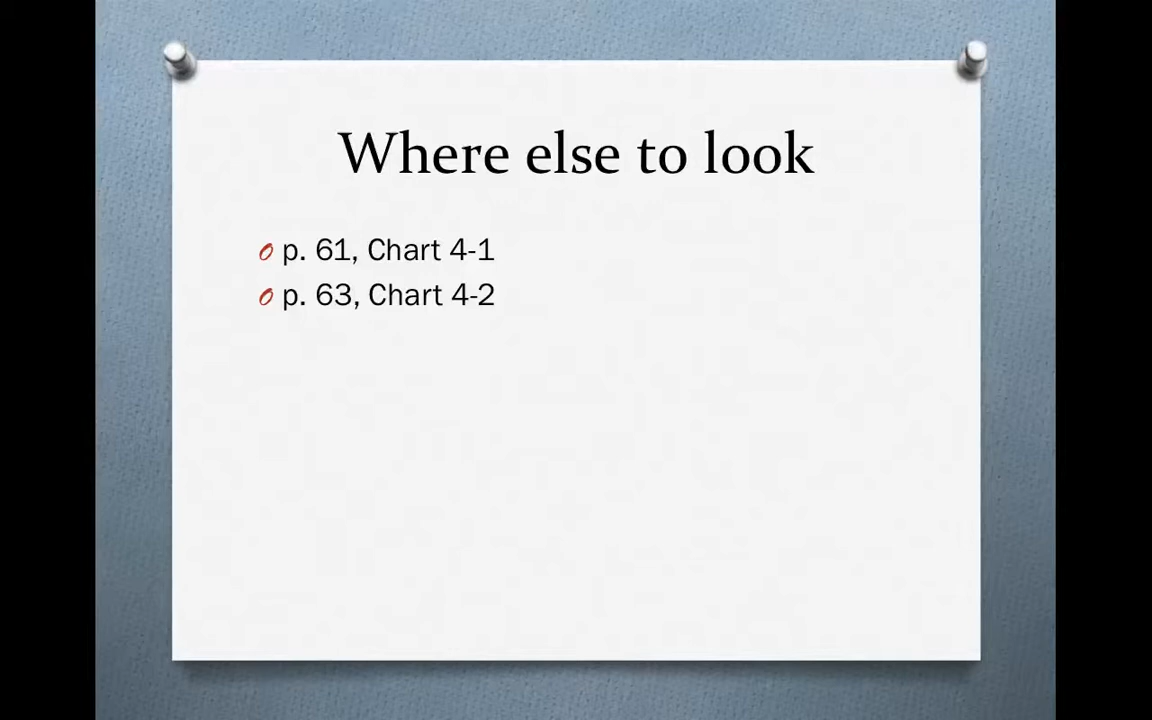 Where else to look
p. 61, Chart 4-1
p. 63, Chart 4-2